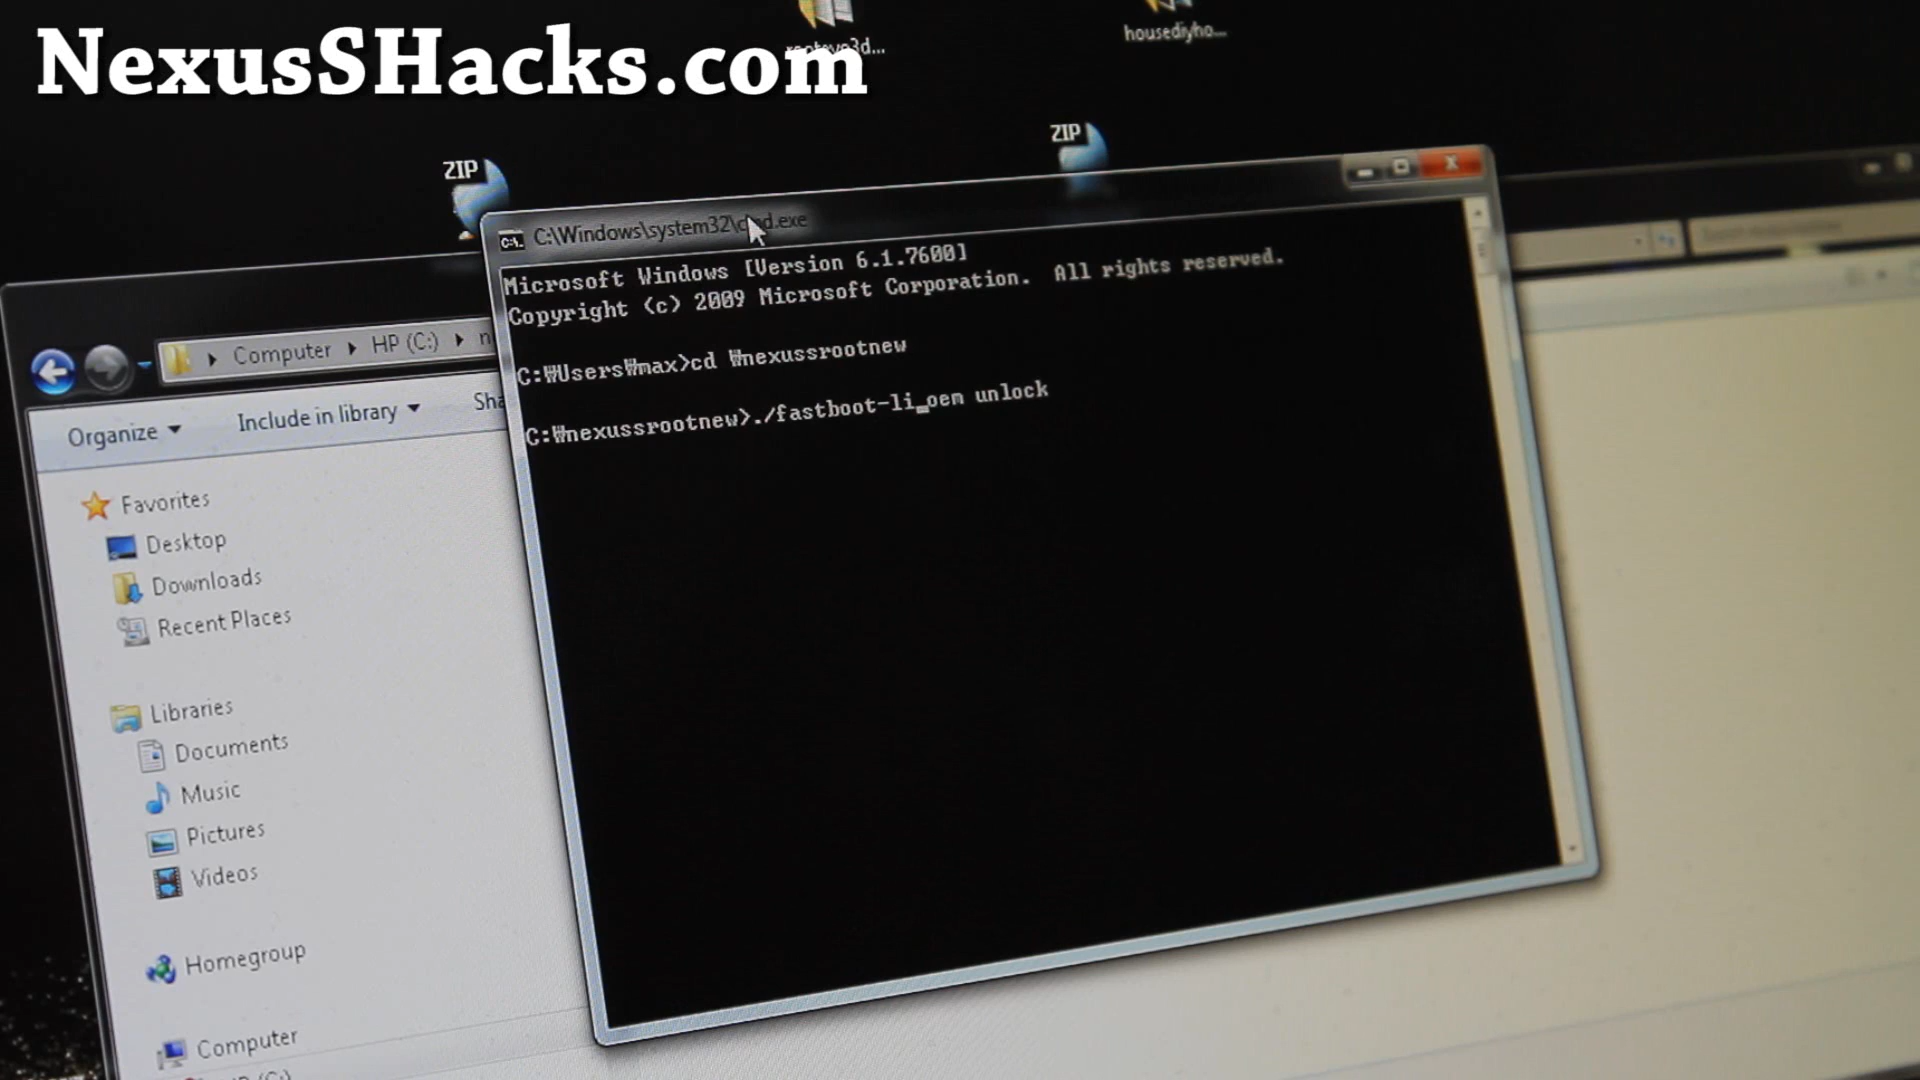 NexusSHacks.com
housediyho...
ZIP
ZIP
C:\Windows\system32\cmd.exe
Microsoft Windows [Version 6.1.7600]
Copyright (c) 2009 Microsoft Corporation. All rights reserved.
C:₩Users₩max>cd ₩nexussrootnew
C:₩nexussrootnew>./fastboot-li_oem unlock
Computer
HP (C:)
n
Organize
Include in library
Sha
Favorites
Desktop
Downloads
Recent Places
Libraries
Documents
Music
Pictures
Videos
Homegroup
Computer